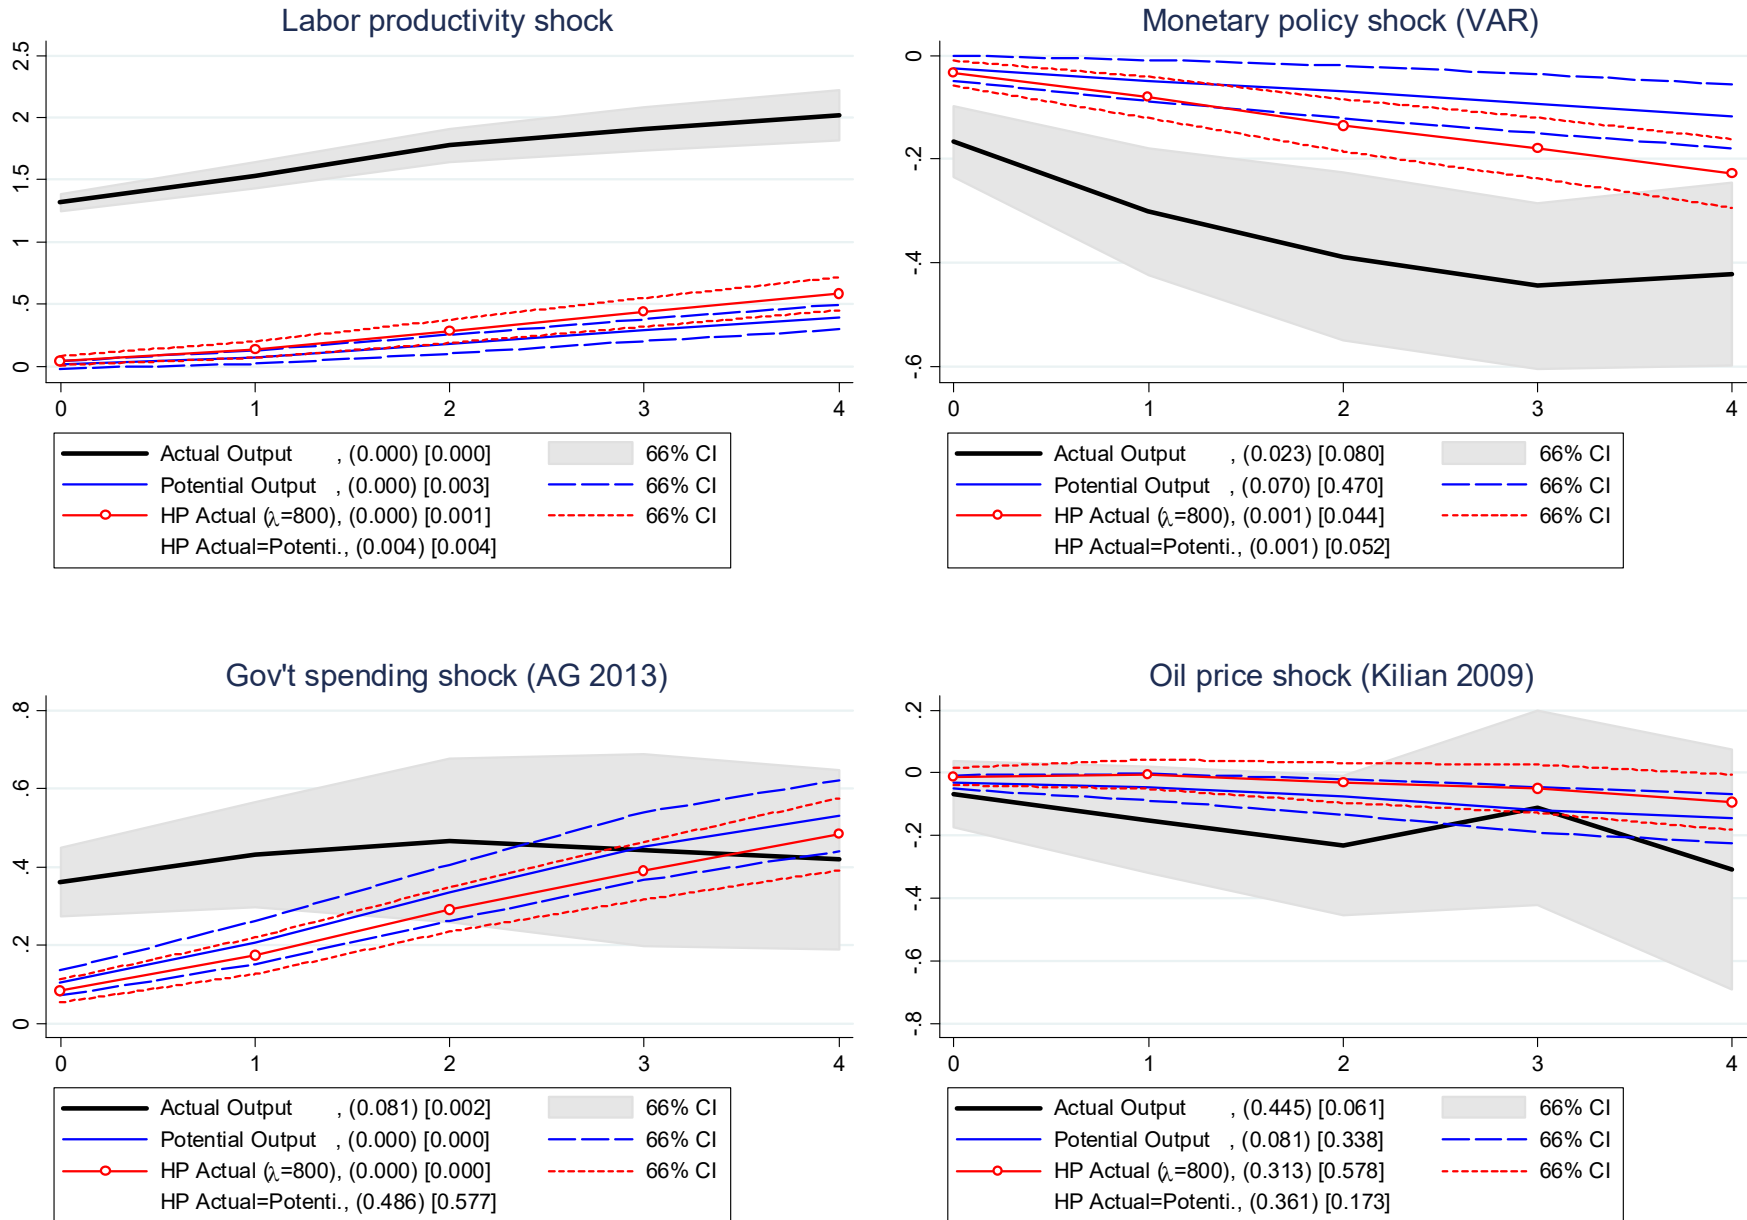 Labor productivity shock
2.5
2
1.5
1
.5
0
0 1 2 3 4
Actual Output , (0.000) [0.000] 66% CI
Potential Output , (0.000) [0.003] 66% CI
HP Actual (λ=800), (0.000) [0.001] 66% CI
HP Actual=Potenti., (0.004) [0.004]
Monetary policy shock (VAR)
0
-.2
-.4
-.6
0 1 2 3 4
Actual Output , (0.023) [0.080] 66% CI
Potential Output , (0.070) [0.470] 66% CI
HP Actual (λ=800), (0.001) [0.044] 66% CI
HP Actual=Potenti., (0.001) [0.052]
Gov't spending shock (AG 2013)
.8
.6
.4
.2
0
0 1 2 3 4
Actual Output , (0.081) [0.002] 66% CI
Potential Output , (0.000) [0.000] 66% CI
HP Actual (λ=800), (0.000) [0.000] 66% CI
HP Actual=Potenti., (0.486) [0.577]
Oil price shock (Kilian 2009)
.2
0
-.2
-.4
-.6
-.8
0 1 2 3 4
Actual Output , (0.445) [0.061] 66% CI
Potential Output , (0.081) [0.338] 66% CI
HP Actual (λ=800), (0.313) [0.578] 66% CI
HP Actual=Potenti., (0.361) [0.173]